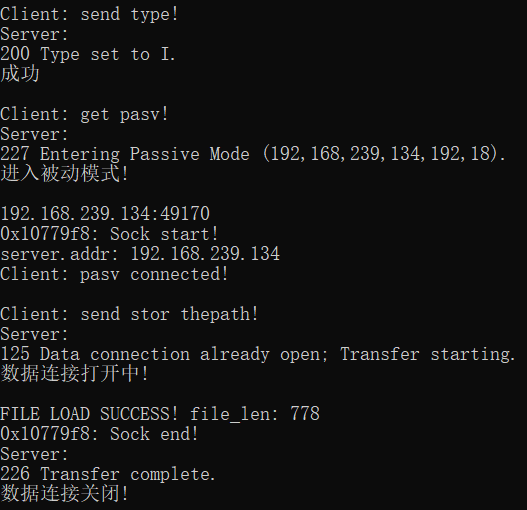 Client: send type!
Server:
200 Type set to I.
成功
Client: get pasv!
Server:
227 Entering Passive Mode (192,168,239,134,192,18).
进入被动模式!
192.168.239.134:49170
0x10779f8: Sock start!
server.addr: 192.168.239.134
Client: pasv connected!
Client: send stor thepath!
Server:
125 Data connection already open; Transfer starting.
数据连接打开中!
FILE LOAD SUCCESS! file_len: 778
0x10779f8: Sock end!
Server:
226 Transfer complete.
数据连接关闭!